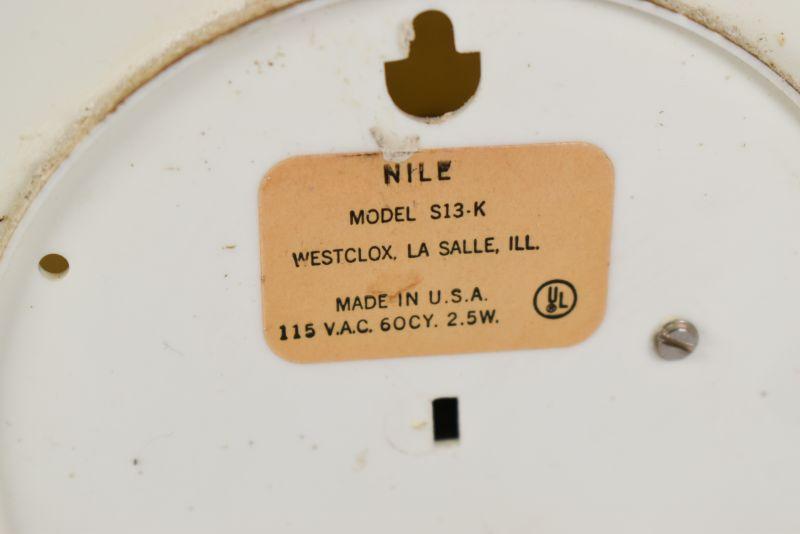 NILE
MODEL S13-K
WESTCLOX, LA SALLE, ILL.
MADE IN U.S.A.
115 V.A.C. 60CY. 2.5W.
UL